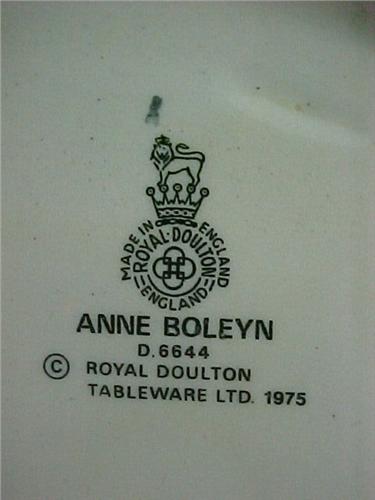 MADE IN ENGLAND
ROYAL·DOULTON
ENGLAND
ANNE BOLEYN
D.6644
© ROYAL DOULTON
TABLEWARE LTD. 1975